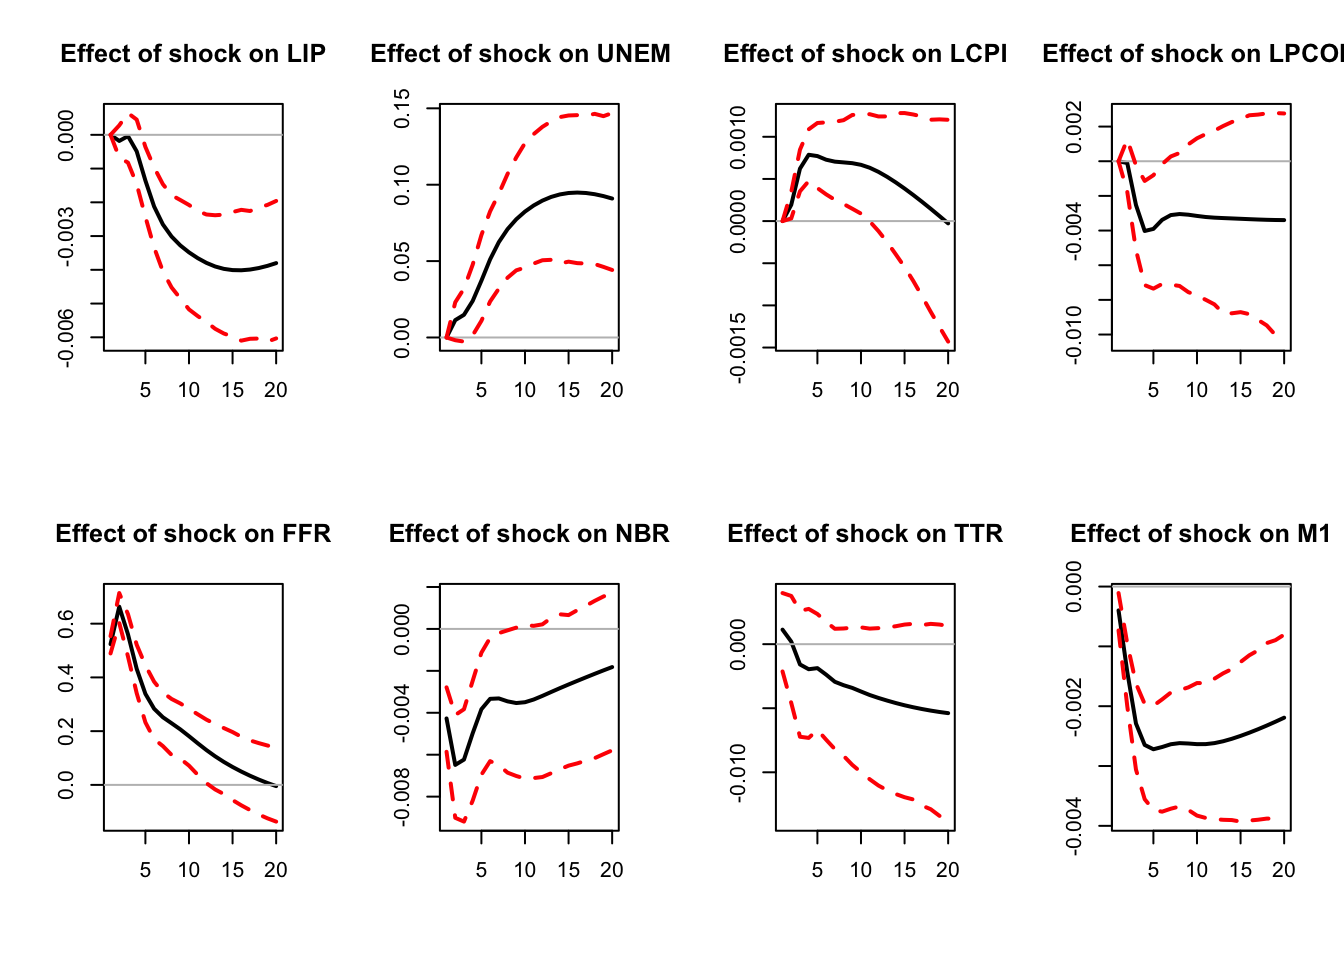 Effect of shock on LIP
Effect of shock on UNEM
Effect of shock on LCPI
Effect of shock on LPCO
0.000
-0.003
-0.006
5 10 15 20
0.15
0.10
0.05
0.00
5 10 15 20
0.0010
0.0000
-0.0015
5 10 15 20
0.002
-0.004
-0.010
5 10 15 20
Effect of shock on FFR
Effect of shock on NBR
Effect of shock on TTR
Effect of shock on M1
0.6
0.4
0.2
0.0
5 10 15 20
0.000
-0.004
-0.008
5 10 15 20
0.000
-0.010
5 10 15 20
0.000
-0.002
-0.004
5 10 15 20